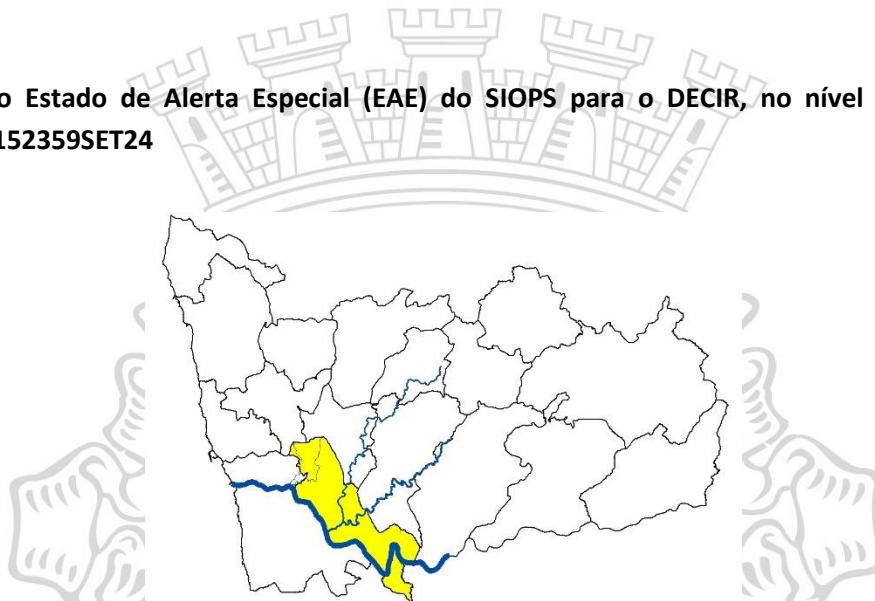 o Estado de Alerta Especial (EAE) do SIOPS para o DECIR, no nível
152359SET24